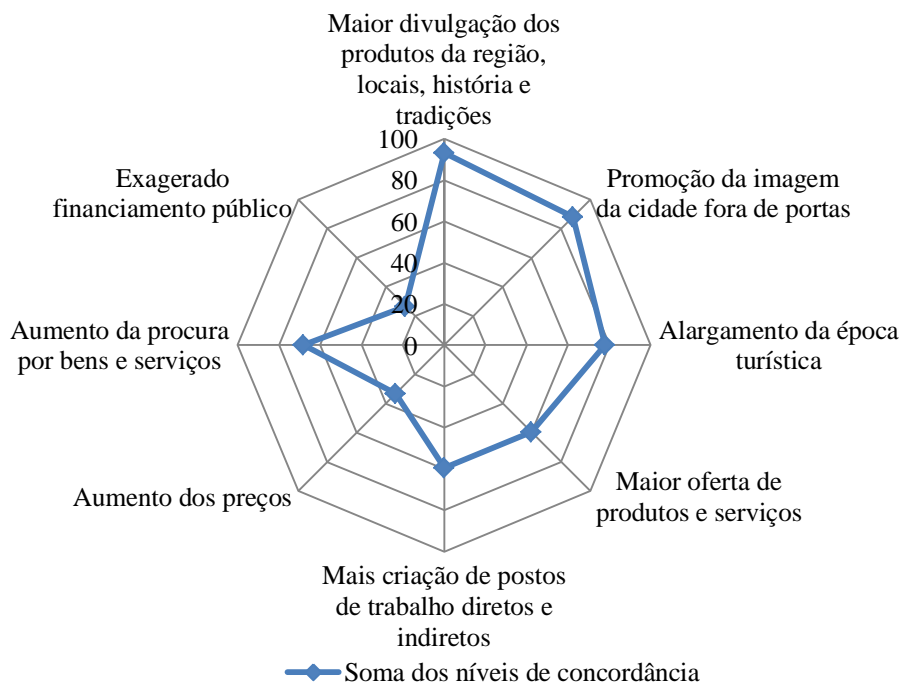 Maior divulgação dos
produtos da região,
locais, história e
tradições
100
80
60
40
20
0
Promoção da imagem
da cidade fora de portas
Alargamento da época
turística
Maior oferta de
produtos e serviços
Mais criação de postos
de trabalho diretos e
indiretos
Aumento dos preços
Aumento da procura
por bens e serviços
Exagerado
financiamento público
Soma dos níveis de concordância